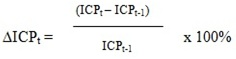 (ICPt – ICPt-1)
ΔICPt = x 100%
ICPt-1